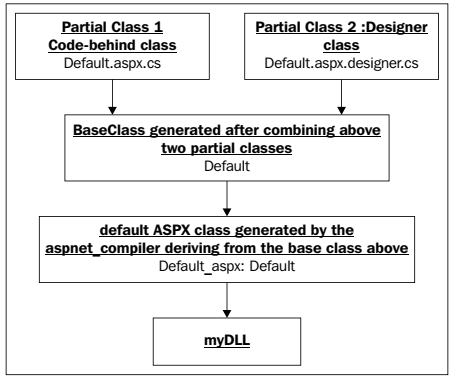 Partial Class 1
Code-behind class
Default.aspx.cs
Partial Class 2 :Designer
class
Default.aspx.designer.cs
BaseClass generated after combining above
two partial classes
Default
default ASPX class generated by the
aspnet_compiler deriving from the base class above
Default_aspx: Default
myDLL